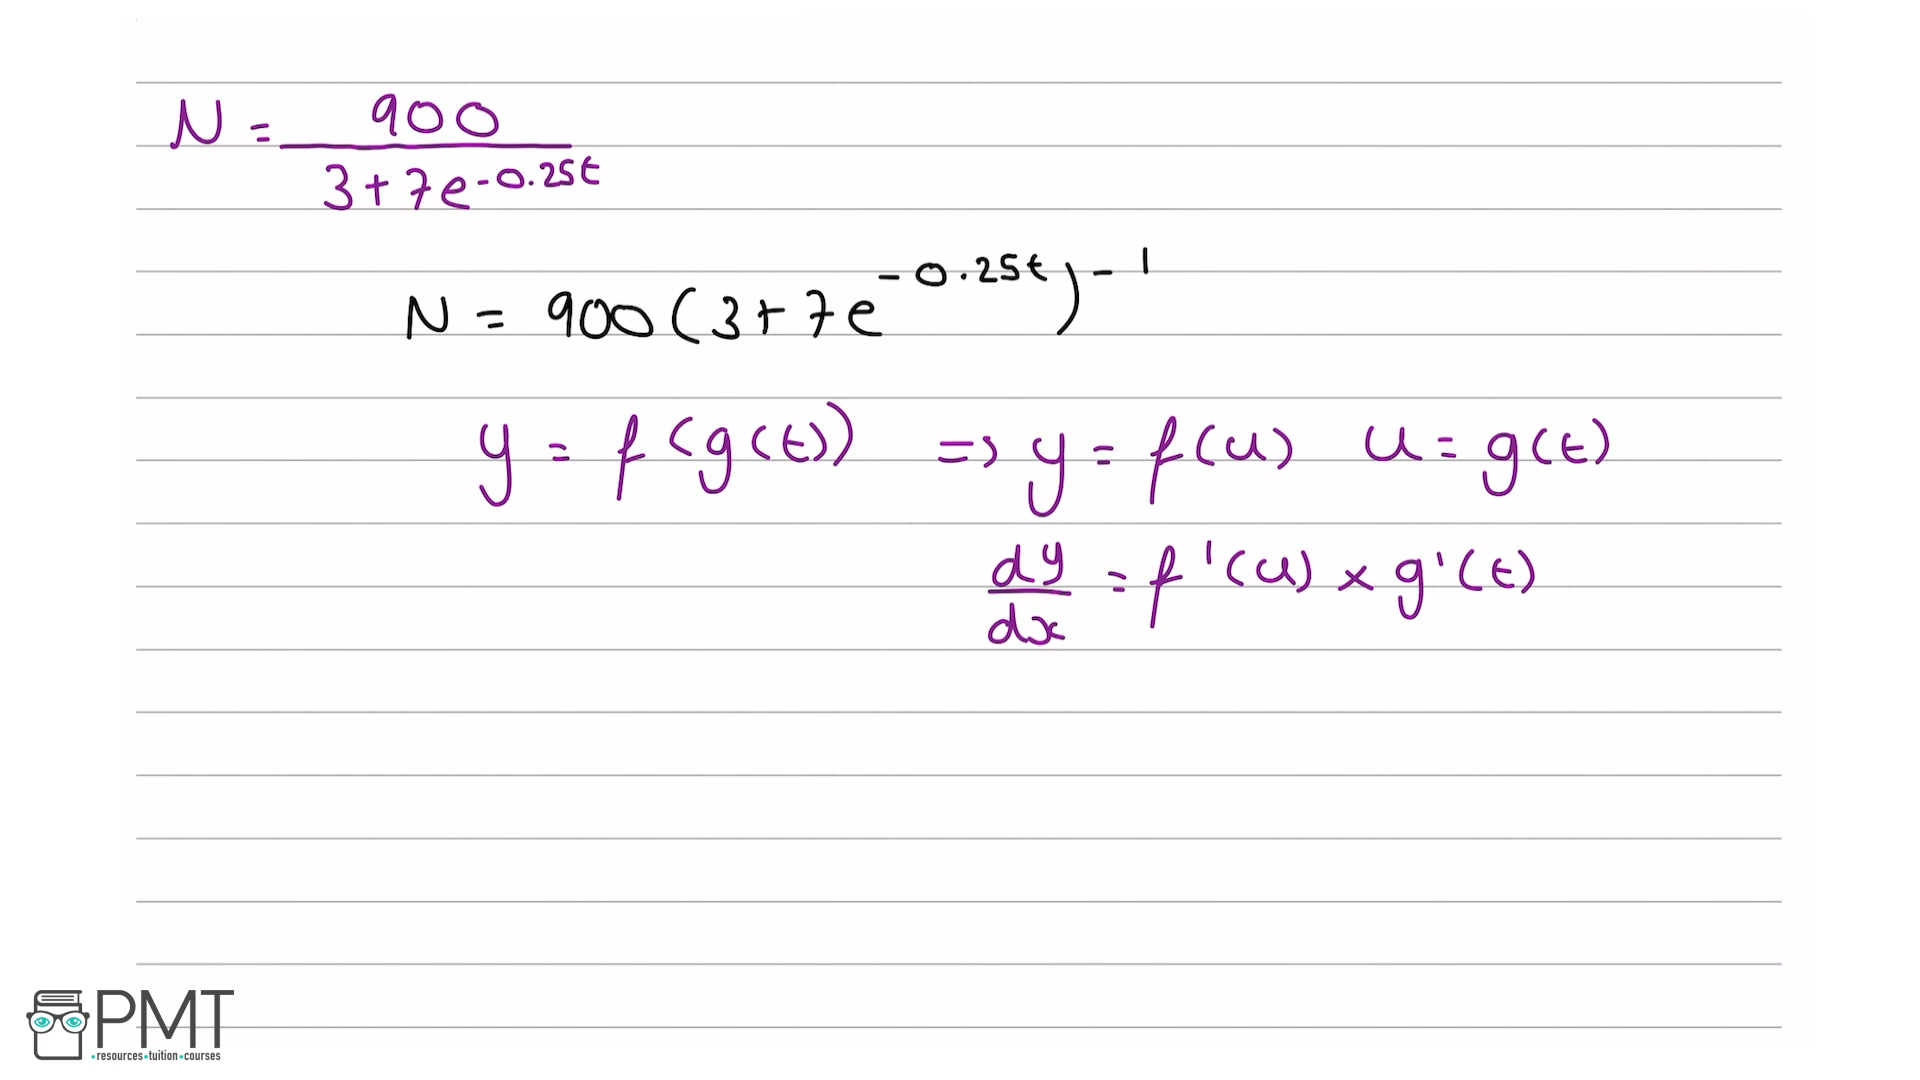 N = 900 / (3+7e^-0.25t)
N = 900(3+7e^-0.25t)^-1
y = f(g(t)) => y = f(u) u = g(t)
dy/dx = f'(u) × g'(t)
PMT
•resources•tuition•courses